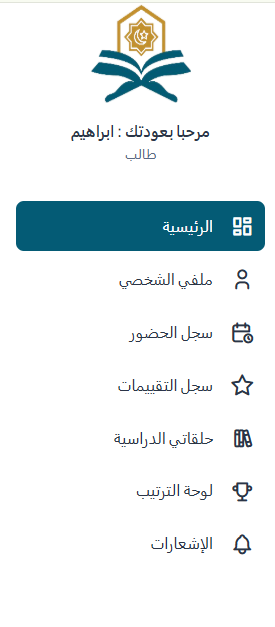 مرحبا بعودتك : ابراهيم
طالب
الرئيسية
ملفي الشخصي
سجل الحضور
سجل التقييمات
حلقاتي الدراسية
لوحة الترتيب
الإشعارات